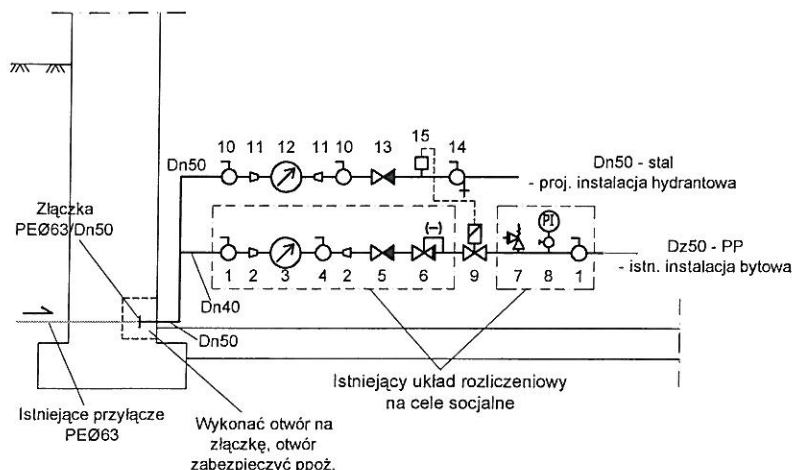 10 11 12 11 10 13 15 14
Dn50
Dn50 - stal
- proj. instalacja hydrantowa
Złączka
PEØ63/Dn50
(-)
PI
Dz50 - PP
- istn. instalacja bytowa
1 2 3 4 2 5 6 9 7 8 1
Dn40
Dn50
Istniejący układ rozliczeniowy
na cele socjalne
Istniejące przyłącze
PEØ63
Wykonać otwór na
złączkę, otwór
zabezpieczyć ppoż.